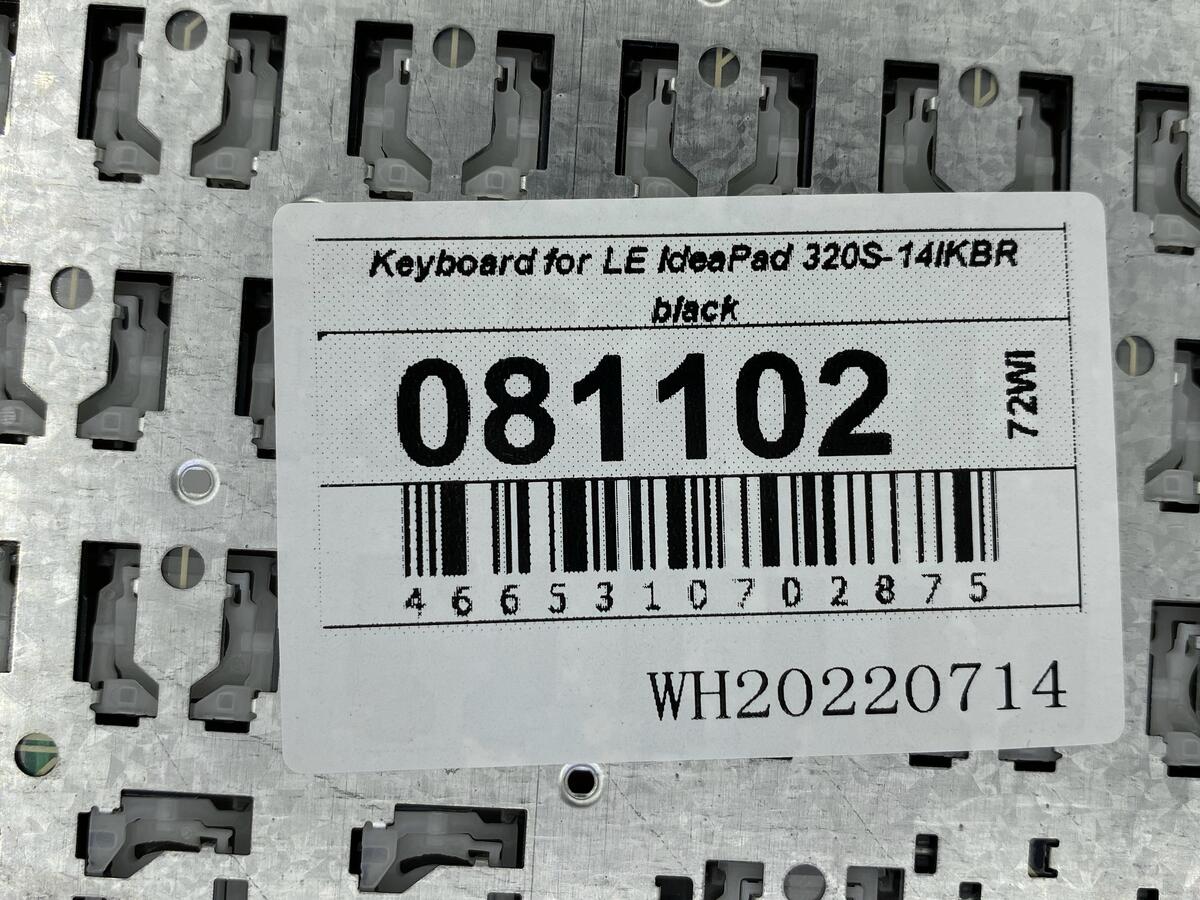 Keyboard for LE IdeaPad 320S-14IKBR
black
081102
72WI
4665310702875
WH20220714